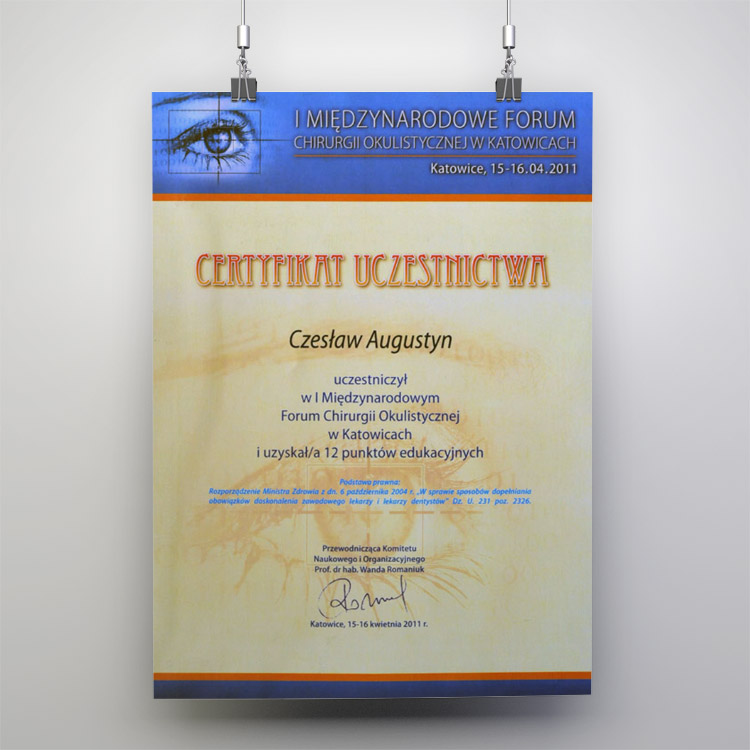 I MIĘDZYNARODOWE FORUM
CHIRURGII OKULISTYCZNEJ W KATOWICACH
Katowice, 15-16.04.2011
CERTYFIKAT UCZESTNICTWA
Czesław Augustyn
uczestniczył
w I Międzynarodowym
Forum Chirurgii Okulistycznej
w Katowicach
i uzyskał/a 12 punktów edukacyjnych
Podstawa prawna:
Rozporządzenie Ministra Zdrowia z dn. 6 października 2004 r. „W sprawie sposobów dopełniania
obowiązków doskonalenia zawodowego lekarzy i lekarzy dentystów" Dz. U. 231 poz. 2326.
Przewodnicząca Komitetu
Naukowego i Organizacyjnego
Prof. dr hab. Wanda Romaniuk
Katowice, 15-16 kwietnia 2011 r.